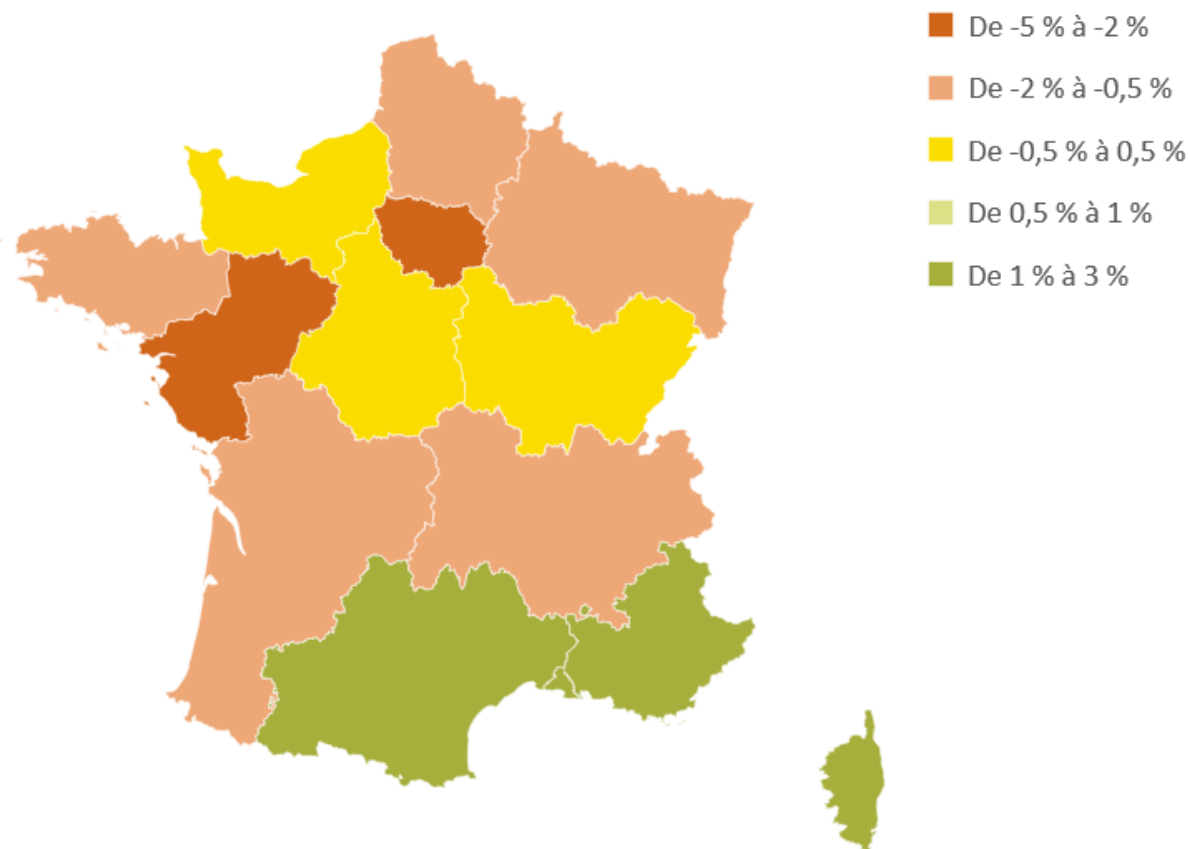 De -5 % à -2 %
De -2 % à -0,5 %
De -0,5 % à 0,5 %
De 0,5 % à 1 %
De 1 % à 3 %